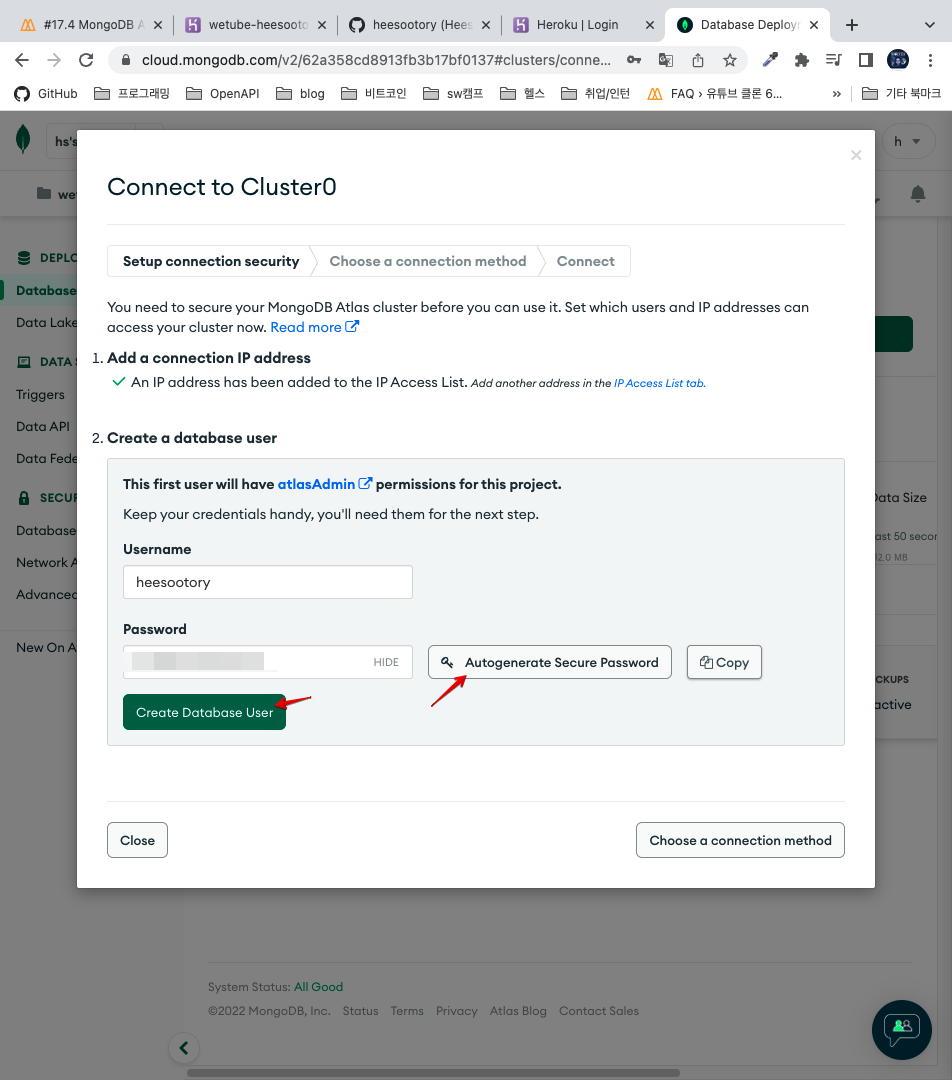 #17.4 MongoDB A
wetube-heesooto
heesootory (Hees
Heroku | Login
Database Deploym
cloud.mongodb.com/v2/62a358cd8913fb3b17bf0137#clusters/conne...
GitHub
프로그래밍
OpenAPI
blog
비트코인
sw캠프
헬스
취업/인턴
FAQ › 유튜브 클론 6...
»
기타 북마크
hs's
h
Connect to Cluster0
wetu
Setup connection security
Choose a connection method
Connect
DEPLO
Database
Data Lake
DATA S
Triggers
Data API
Data Fede
SECUR
Database
Network A
Advanced
New On A
You need to secure your MongoDB Atlas cluster before you can use it. Set which users and IP addresses can
access your cluster now. Read more
1. Add a connection IP address
An IP address has been added to the IP Access List. Add another address in the IP Access List tab.
2. Create a database user
This first user will have atlasAdmin permissions for this project.
Keep your credentials handy, you'll need them for the next step.
Username
heesootory
Password
HIDE
Autogenerate Secure Password
Copy
Create Database User
Close
Choose a connection method
Data Size
ast 50 secon
12.0 MB
CKUPS
active
System Status: All Good
©2022 MongoDB, Inc.
Status
Terms
Privacy
Atlas Blog
Contact Sales